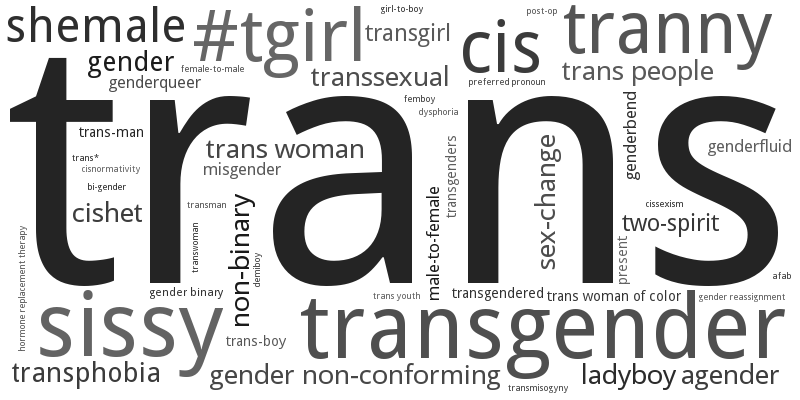 girl-to-boy
post-op
shemale
#tgirl
transgirl
cis
tranny
gender
female-to-male
genderqueer
transsexual
preferred pronoun
trans people
trans
femboy
dysphoria
trans-man
trans*
cisnormativity
bi-gender
cishet
trans woman
misgender
transman
transwoman
non-binary
demiboy
male-to-female
transgenders
sex-change
genderbend
genderfluid
cissexism
two-spirit
present
afab
hormone replacement therapy
gender binary
trans youth
transgendered
trans woman of color
gender reassignment
sissy
trans-boy
transgender
transphobia
gender non-conforming
transmisogyny
ladyboy
agender